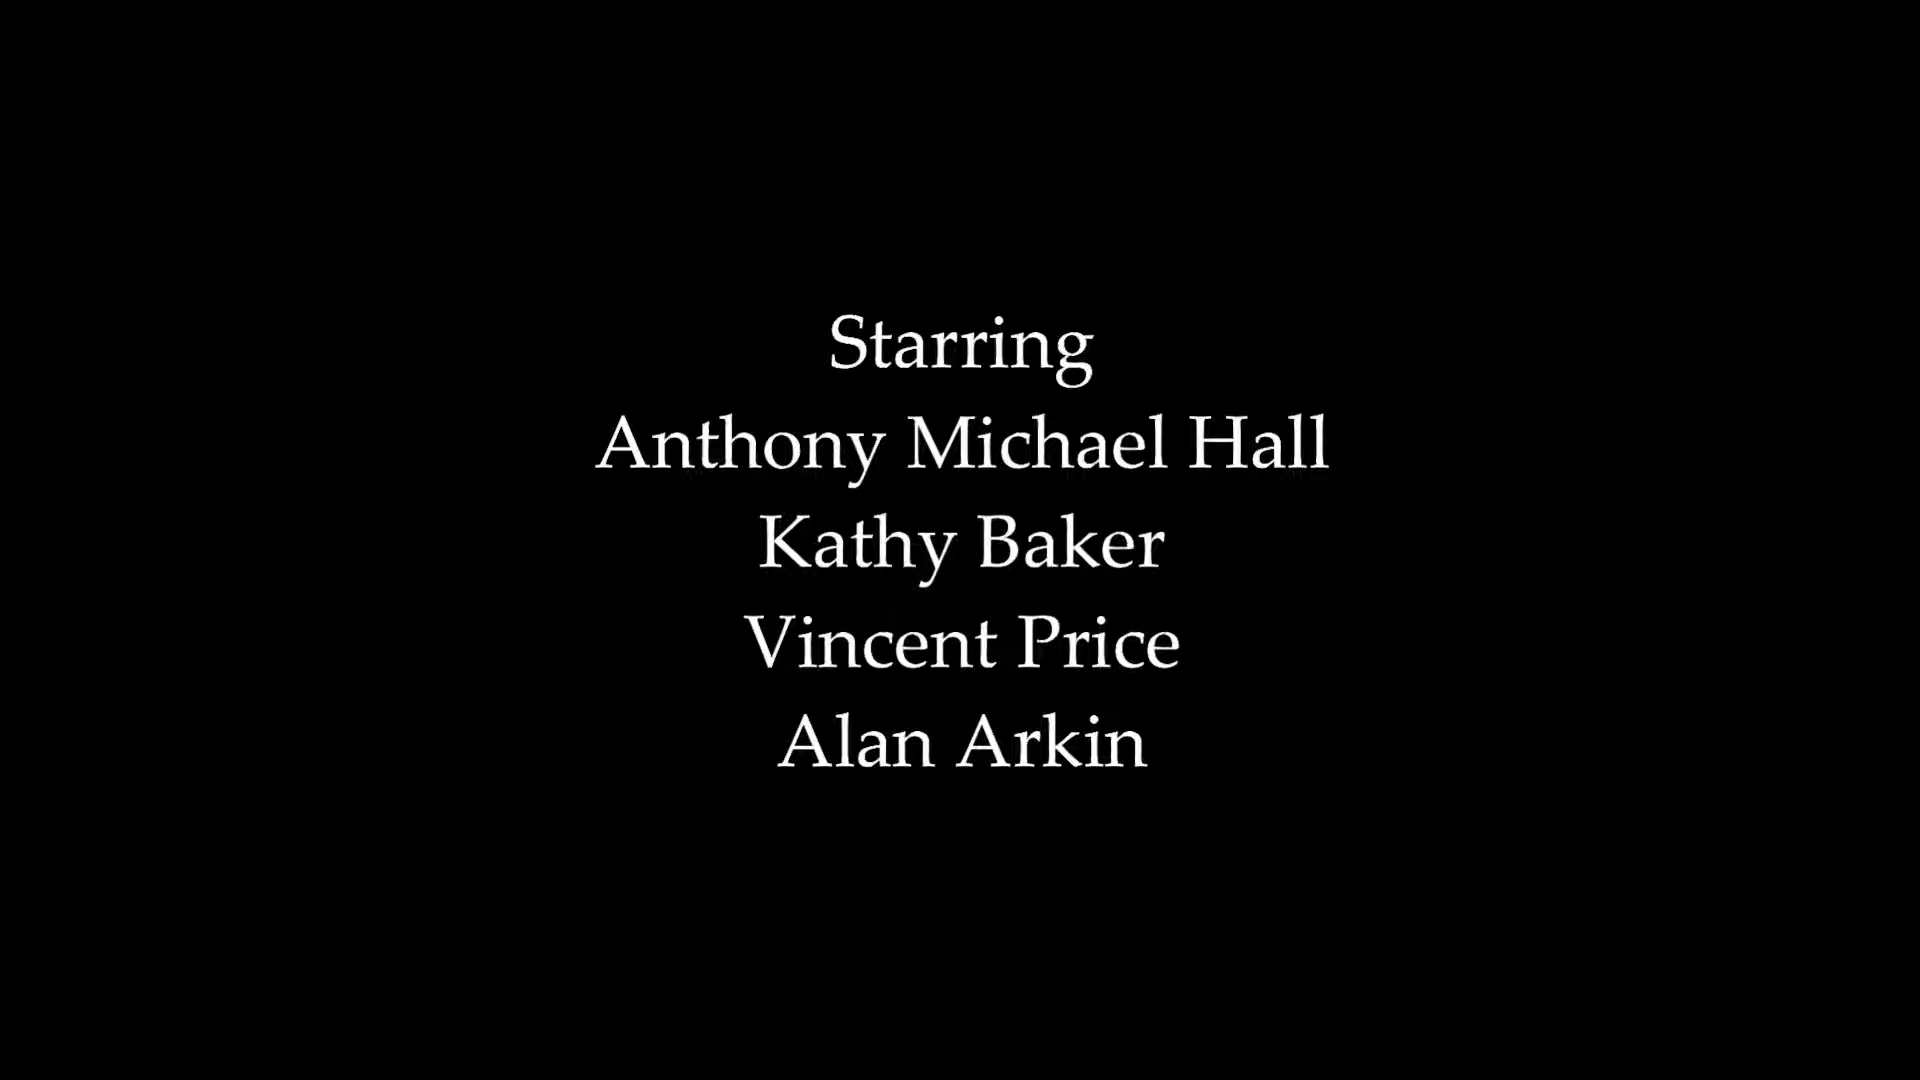 Starring
Anthony Michael Hall
Kathy Baker
Vincent Price
Alan Arkin